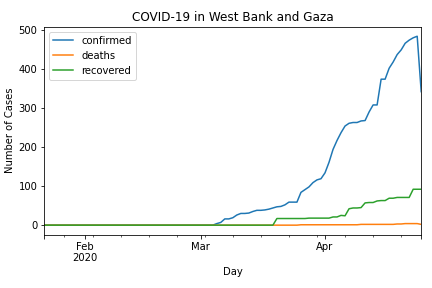 COVID-19 in West Bank and Gaza
confirmed
deaths
recovered
500
400
300
200
100
0
Number of Cases
Feb
2020
Mar
Apr
Day